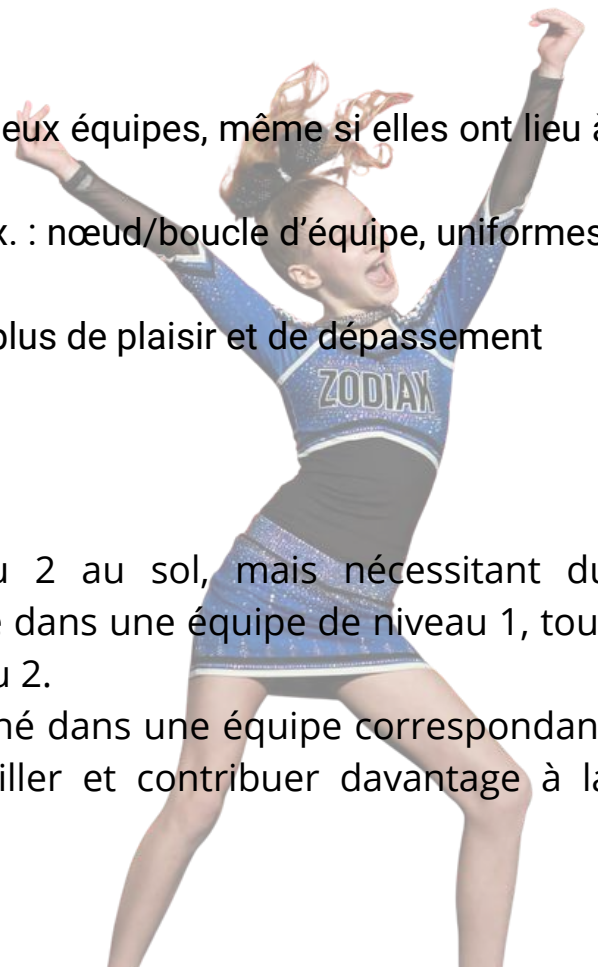 eux équipes, même si elles ont lieu à
x. : nœud/boucle d'équipe, uniformes
plus de plaisir et de dépassement
ZODIAK
u 2 au sol, mais nécessitant du
dans une équipe de niveau 1, tou
u 2.
né dans une équipe correspondan
iller et contribuer davantage à la